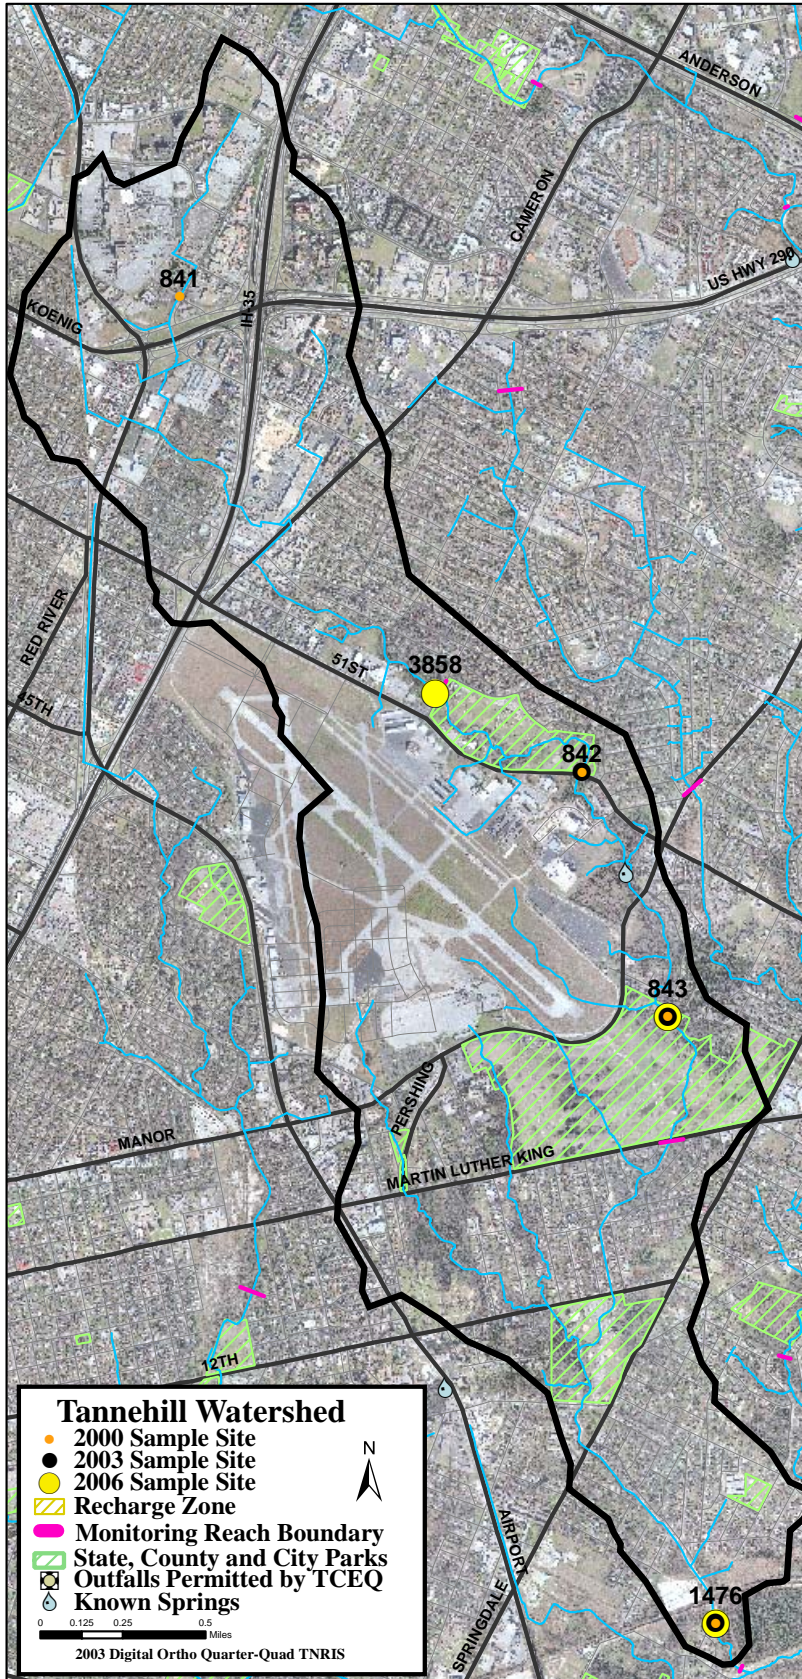 ANDERSON
CAMERON
US HWY 290
841
KOENIG
IH-35
RED RIVER
51ST
3858
45TH
842
843
PERSHING
MANOR
MARTIN LUTHER KING
12TH
Tannehill Watershed
2000 Sample Site
N
2003 Sample Site
2006 Sample Site
Recharge Zone
Monitoring Reach Boundary
State, County and City Parks
Outfalls Permitted by TCEQ
Known Springs
0 0.125 0.25 0.5
Miles
2003 Digital Ortho Quarter-Quad TNRIS
AIRPORT
SPRINGDALE
1476